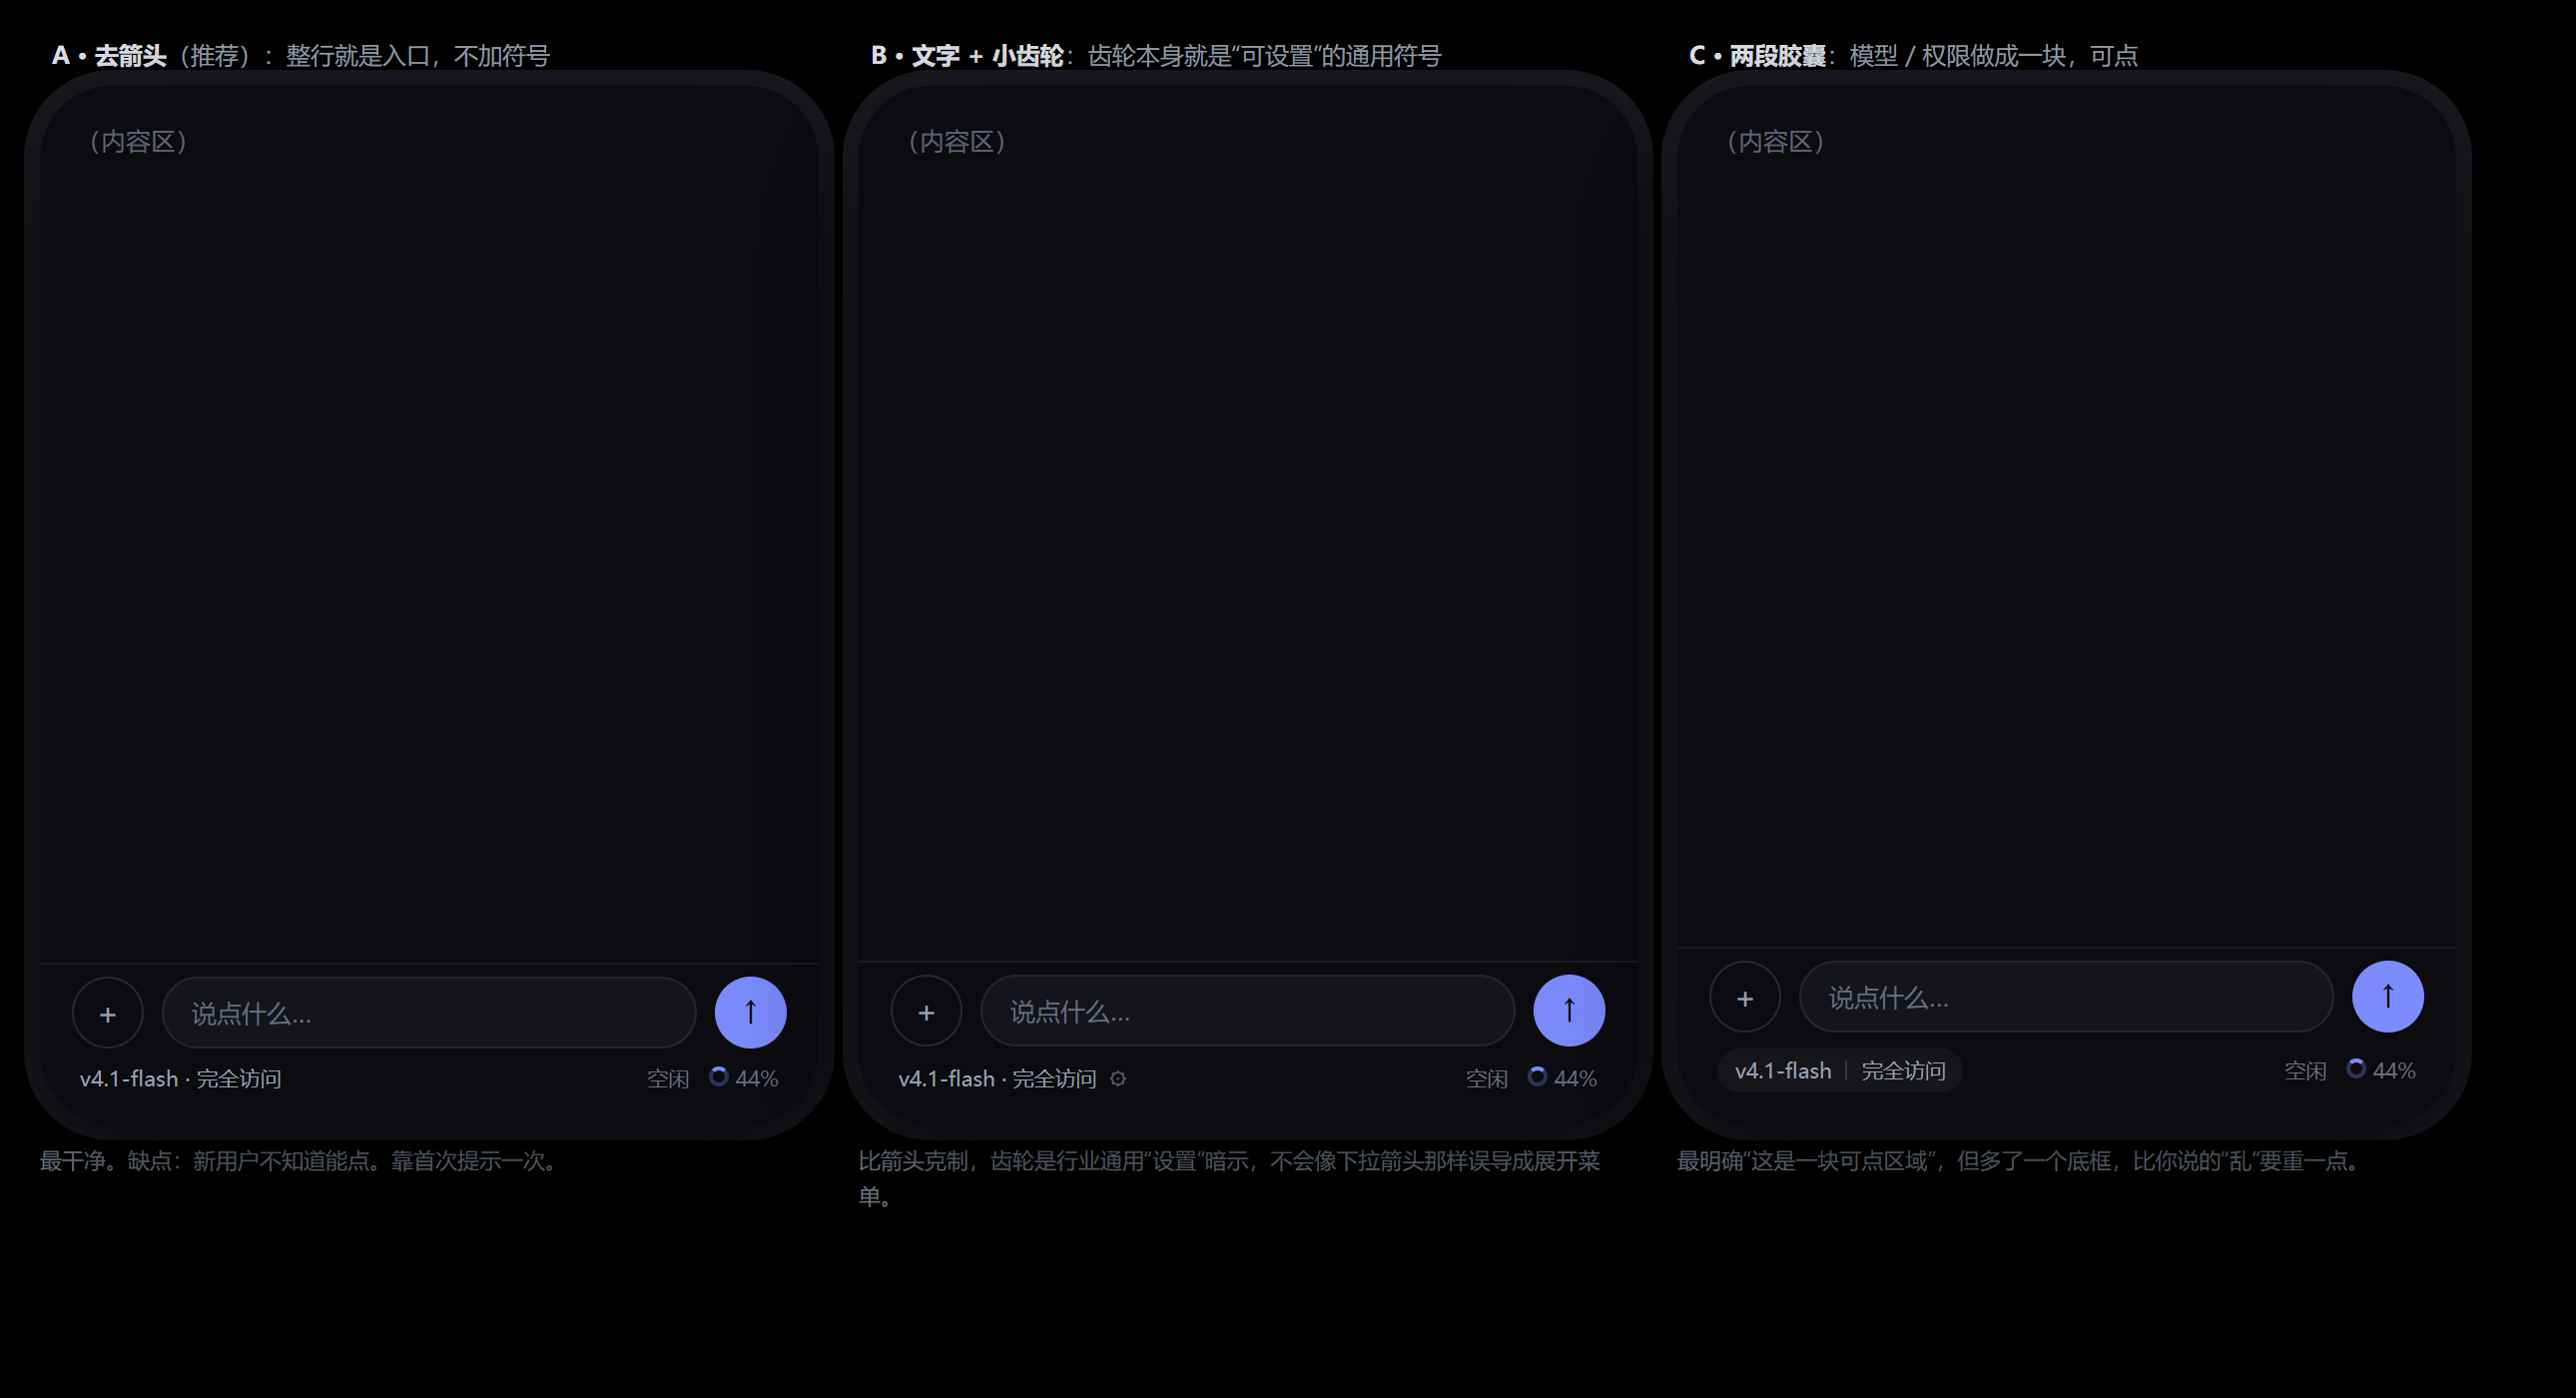 A • 去箭头（推荐）：整行就是入口，不加符号
（内容区）
+
说点什么...
↑
v4.1-flash · 完全访问
空闲
44%
最干净。缺点：新用户不知道能点。靠首次提示一次。
B • 文字 + 小齿轮：齿轮本身就是“可设置”的通用符号
（内容区）
+
说点什么...
↑
v4.1-flash · 完全访问
空闲
44%
比箭头克制，齿轮是行业通用“设置”暗示，不会像下拉箭头那样误导成展开菜
单。
C • 两段胶囊：模型 / 权限做成一块，可点
（内容区）
+
说点什么...
↑
v4.1-flash | 完全访问
空闲
44%
最明确“这是一块可点区域”，但多了一个底框，比你说的“乱”要重一点。